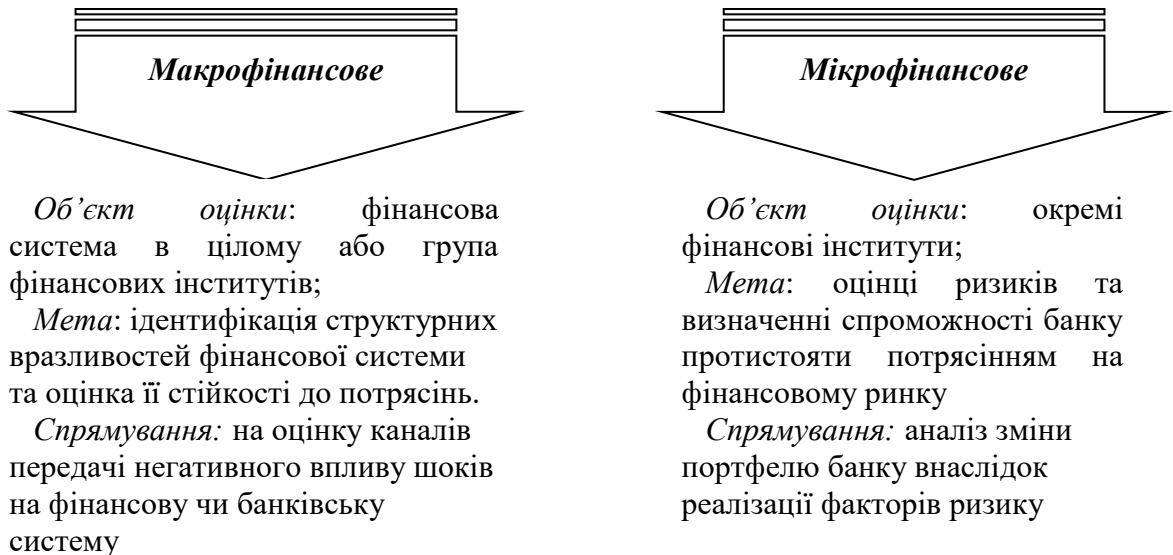 Макрофінансове
Об’єкт оцінки: фінансова
система в цілому або група
фінансових інститутів;
Мета: ідентифікація структурних
вразливостей фінансової системи
та оцінка її стійкості до потрясінь.
Спрямування: на оцінку каналів
передачі негативного впливу шоків
на фінансову чи банківську
систему
Мікрофінансове
Об’єкт оцінки: окремі
фінансові інститути;
Мета: оцінці ризиків та
визначенні спроможності банку
протистояти потрясінням на
фінансовому ринку
Спрямування: аналіз зміни
портфелю банку внаслідок
реалізації факторів ризику